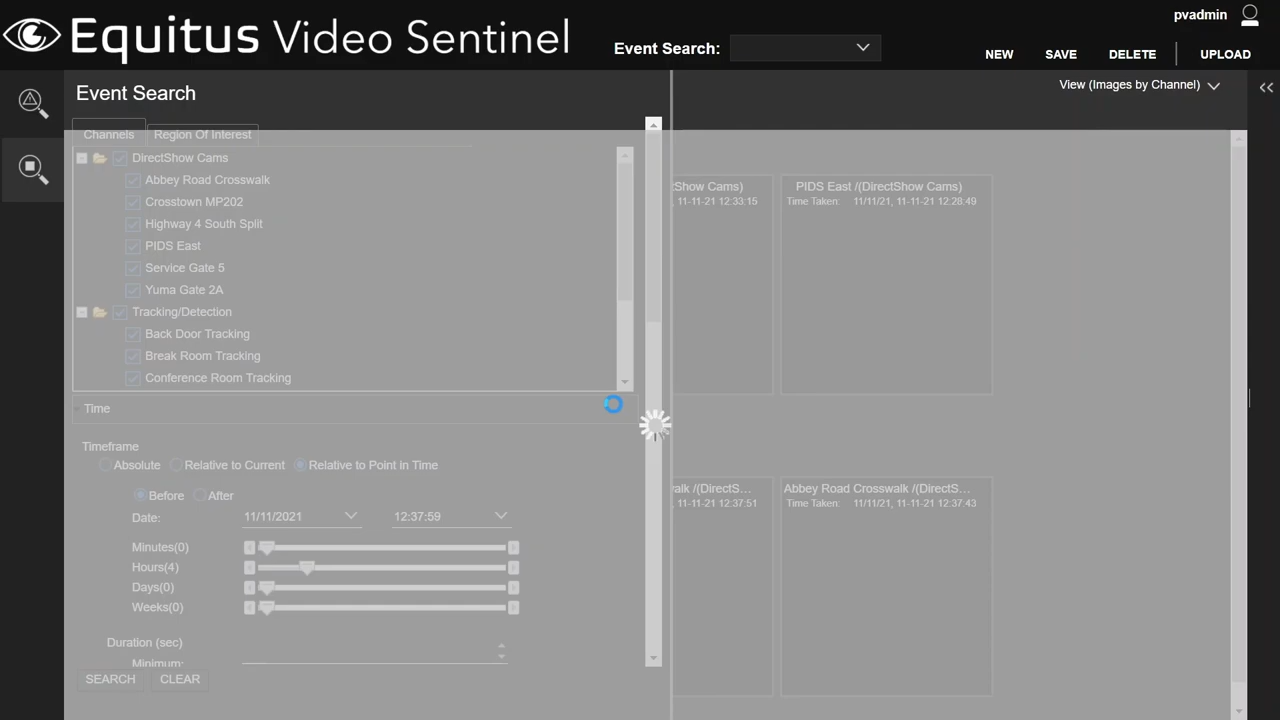 pvadmin
Equitus Video Sentinel
Event Search:
NEW SAVE DELETE UPLOAD
Event Search
View (Images by Channel)
Channels Region Of Interest
DirectShow Cams
Abbey Road Crosswalk
Crosstown MP202
Highway 4 South Split
PIDS East
Service Gate 5
Yuma Gate 2A
Tracking/Detection
Back Door Tracking
Break Room Tracking
Conference Room Tracking
Time
Timeframe
Absolute Relative to Current Relative to Point in Time
Before After
Date: 11/11/2021 12:37:59
Minutes(0)
Hours(4)
Days(0)
Weeks(0)
Duration (sec)
Minimum:
SEARCH CLEAR
tShow Cams)
, 11-11-21 12:33:15
PIDS East /(DirectShow Cams)
Time Taken: 11/11/21, 11-11-21 12:28:49
valk /(DirectS...
, 11-11-21 12:37:51
Abbey Road Crosswalk /(DirectS...
Time Taken: 11/11/21, 11-11-21 12:37:43